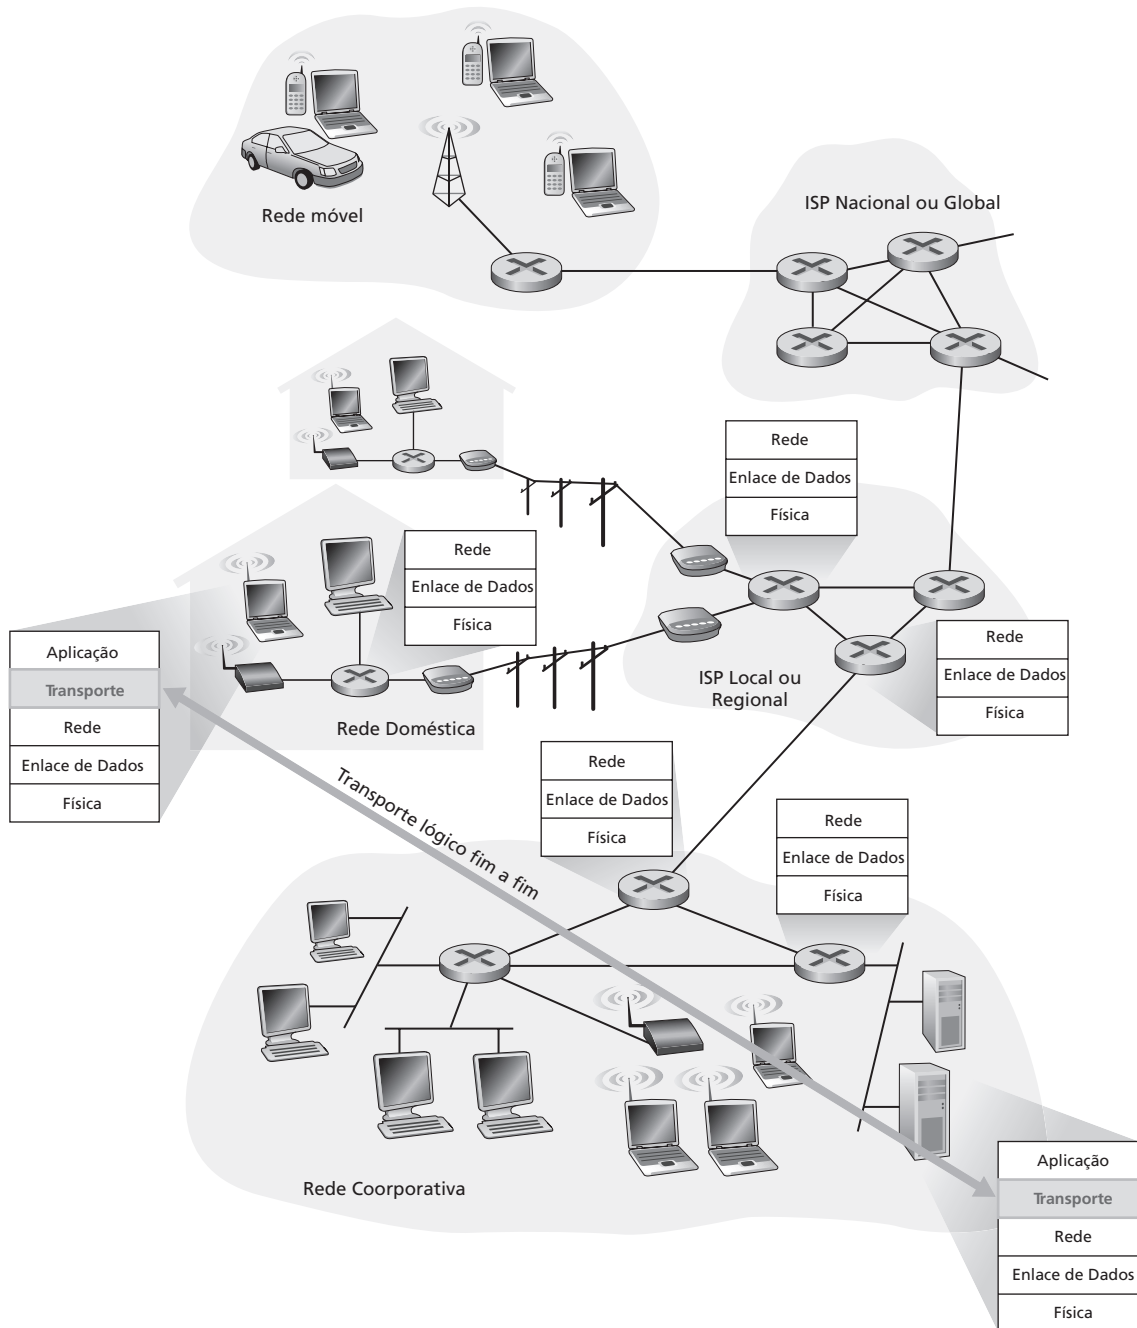 Rede móvel
ISP Nacional ou Global
Rede
Enlace de Dados
Física
Rede
Enlace de Dados
Física
Rede
Enlace de Dados
Física
Aplicação
Transporte
Rede
Enlace de Dados
Física
ISP Local ou
Regional
Rede Doméstica
Rede
Enlace de Dados
Física
Transporte lógico fim a fim
Rede
Enlace de Dados
Física
Rede Coorporativa
Aplicação
Transporte
Rede
Enlace de Dados
Física